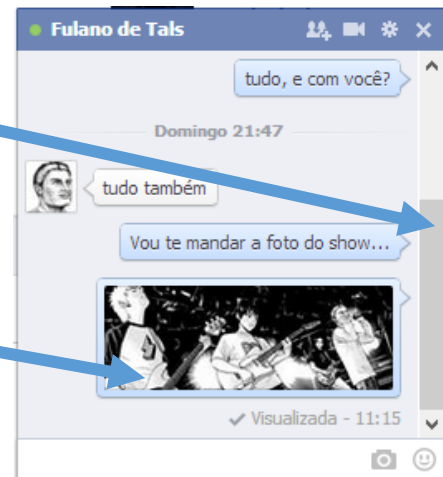 Fulano de Tals
tudo, e com você?
Domingo 21:47
tudo também
Vou te mandar a foto do show...
Visualizada - 11:15